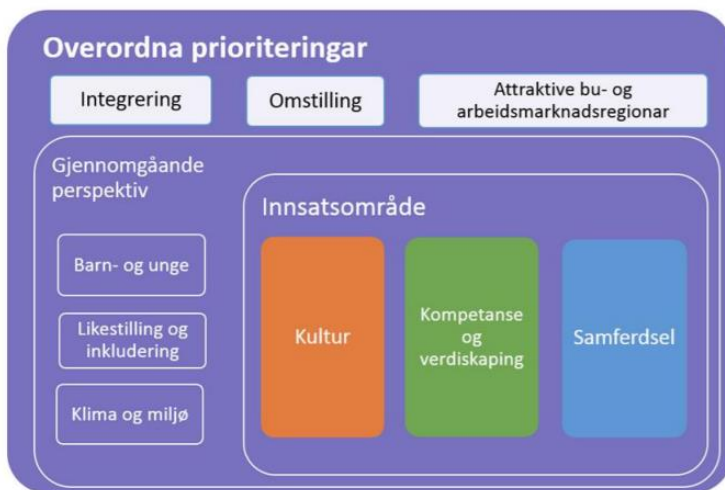 Overordna prioriteringar
Integrering
Omstilling
Attraktive bu- og
arbeidsmarknadsregionar
Gjennomgåande
perspektiv
Barn- og unge
Likestilling og
inkludering
Klima og miljø
Innsatsområde
Kultur
Kompetanse
og
verdiskaping
Samferdsel